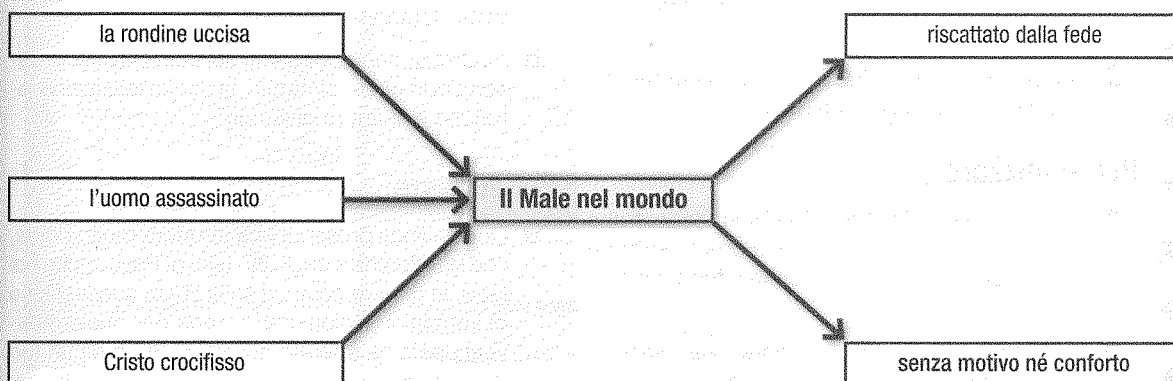 la rondine uccisa
riscattato dalla fede
l'uomo assassinato
Il Male nel mondo
Cristo crocifisso
senza motivo né conforto